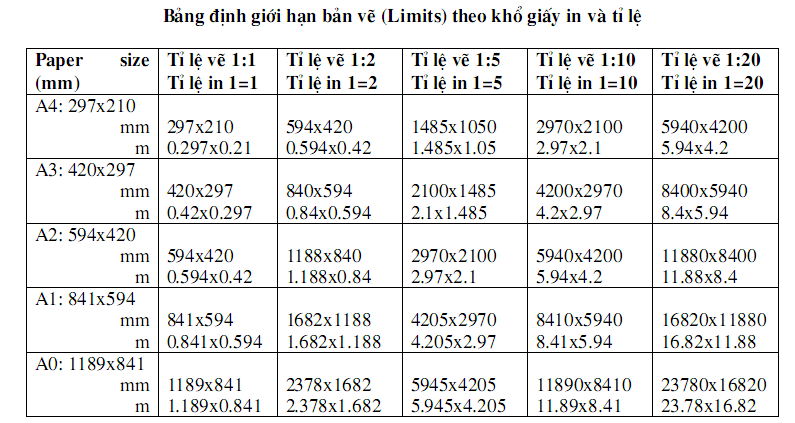 Bảng định giới hạn bản vẽ (Limits) theo khổ giấy in và tỉ lệ
Paper size (mm) | Tỉ lệ vẽ 1:1 Tỉ lệ in 1=1 | Tỉ lệ vẽ 1:2 Tỉ lệ in 1=2 | Tỉ lệ vẽ 1:5 Tỉ lệ in 1=5 | Tỉ lệ vẽ 1:10 Tỉ lệ in 1=10 | Tỉ lệ vẽ 1:20 Tỉ lệ in 1=20
A4: 297x210
mm 297x210 594x420 1485x1050 2970x2100 5940x4200
m 0.297x0.21 0.594x0.42 1.485x1.05 2.97x2.1 5.94x4.2
A3: 420x297
mm 420x297 840x594 2100x1485 4200x2970 8400x5940
m 0.42x0.297 0.84x0.594 2.1x1.485 4.2x2.97 8.4x5.94
A2: 594x420
mm 594x420 1188x840 2970x2100 5940x4200 11880x8400
m 0.594x0.42 1.188x0.84 2.97x2.1 5.94x4.2 11.88x8.4
A1: 841x594
mm 841x594 1682x1188 4205x2970 8410x5940 16820x11880
m 0.841x0.594 1.682x1.188 4.205x2.97 8.41x5.94 16.82x11.88
A0: 1189x841
mm 1189x841 2378x1682 5945x4205 11890x8410 23780x16820
m 1.189x0.841 2.378x1.682 5.945x4.205 11.89x8.41 23.78x16.82